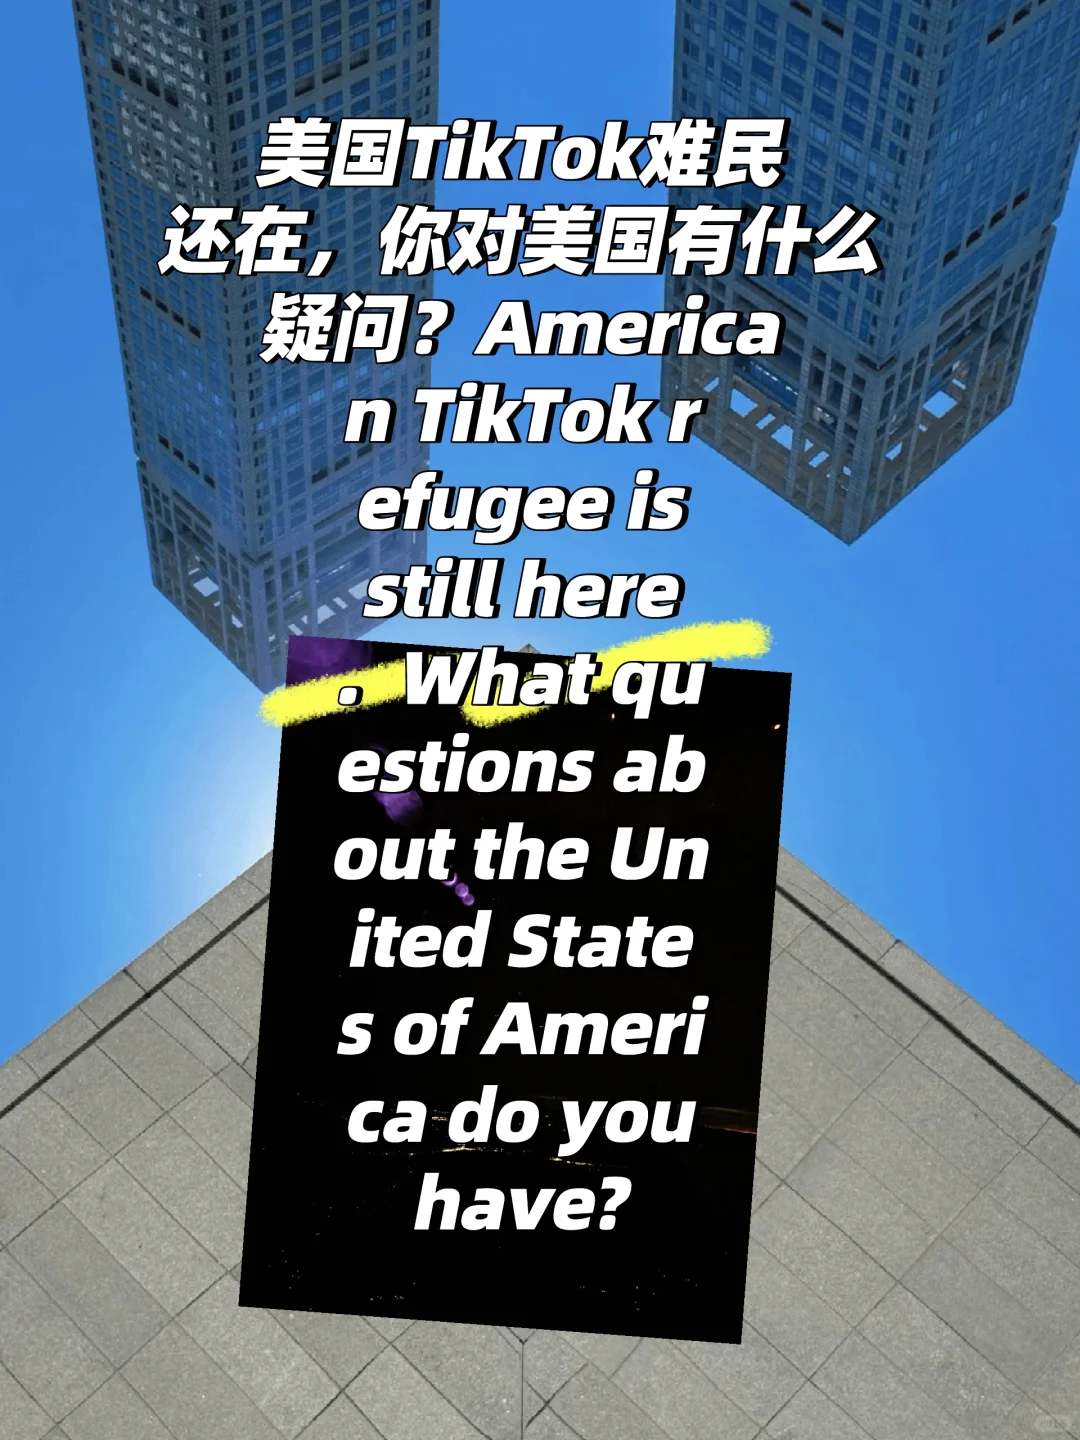 美国TikTok难民
还在，你对美国有什么
疑问？America
n TikTok r
efugee is
still here
． What qu
estions ab
out the Un
ited State
s of Ameri
ca do you
have?